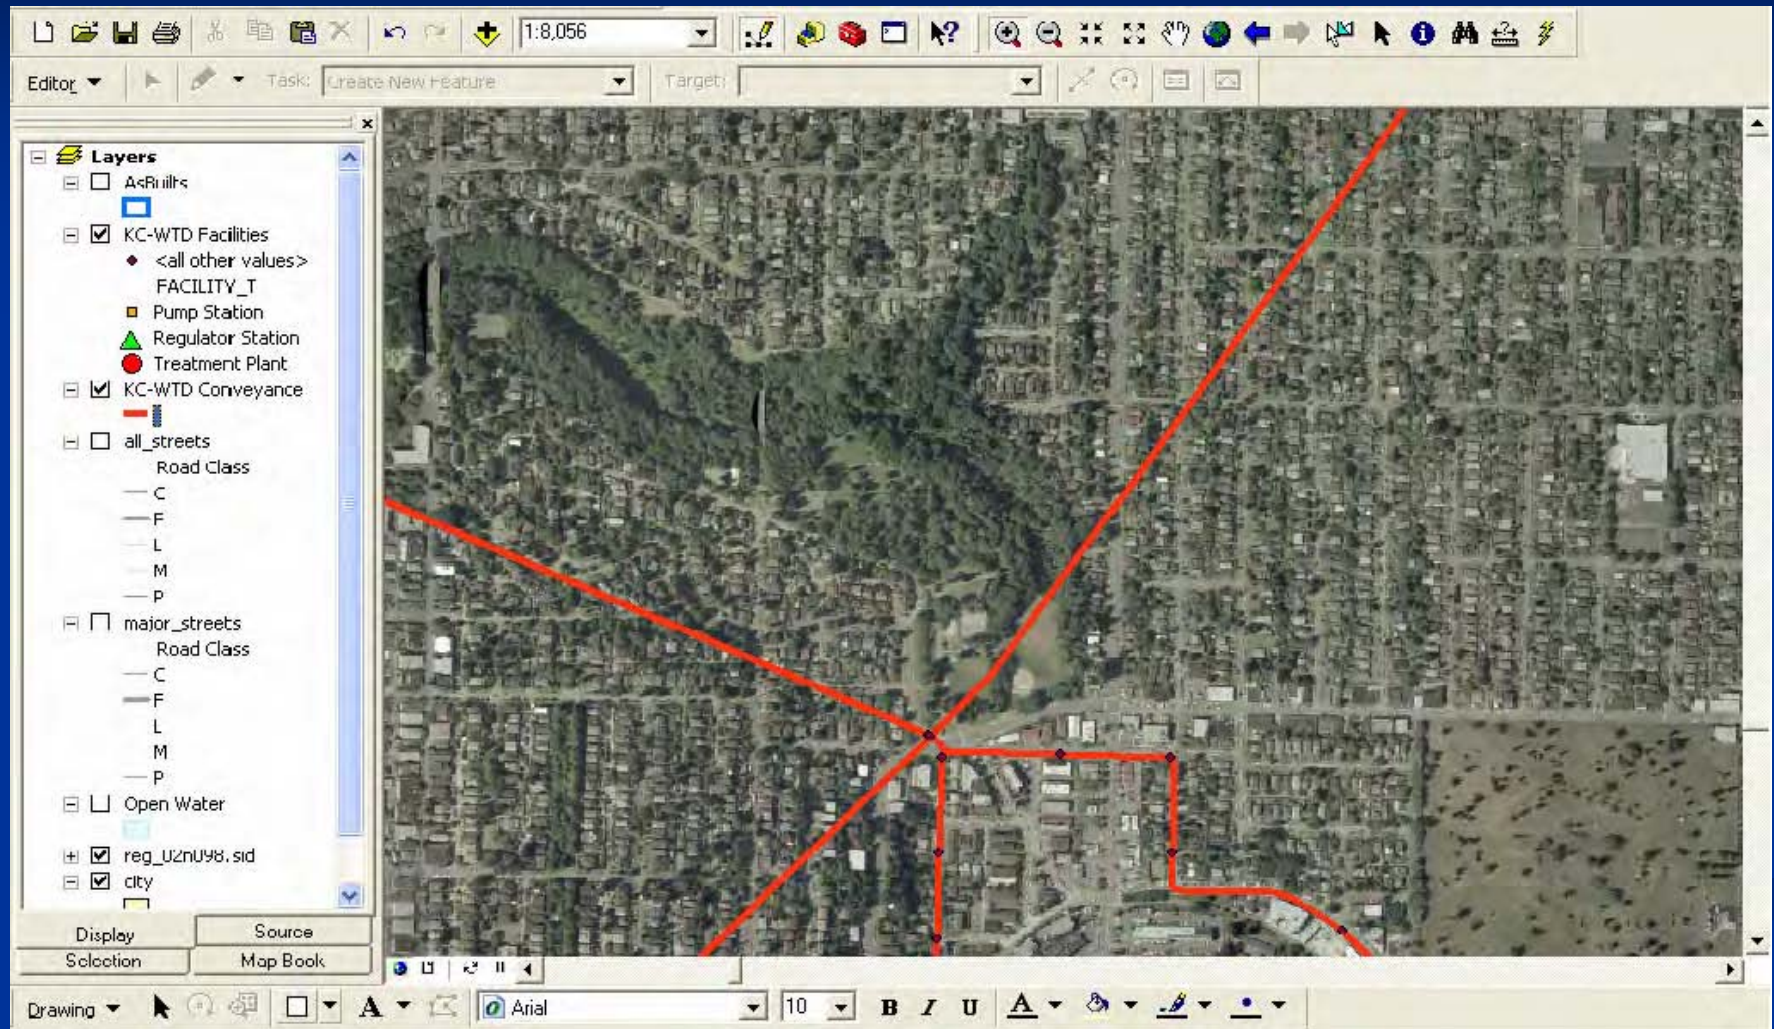 1:8,056
Editor Task: Create New Feature Target:
Layers
AsBuilts
KC-WTD Facilities
<all other values>
FACILITY_T
Pump Station
Regulator Station
Treatment Plant
KC-WTD Conveyance
all_streets
Road Class
C
F
L
M
P
major_streets
Road Class
C
F
L
M
P
Open Water
reg_02n098.sid
city
Display Source
Selection Map Book
Drawing A Arial 10 B I U A